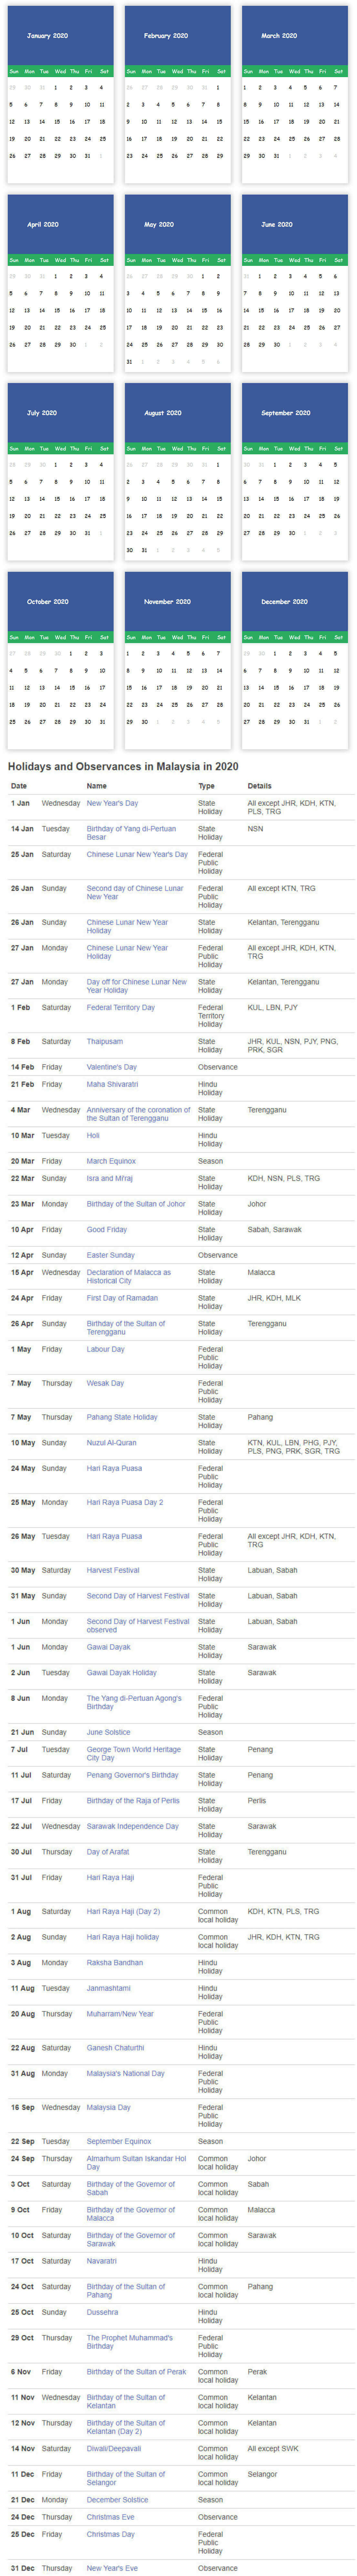 January 2020
Sun Mon Tue Wed Thu Fri Sat
29 30 31 1 2 3 4
5 6 7 8 9 10 11
12 13 14 15 16 17 18
19 20 21 22 23 24 25
26 27 28 29 30 31 1
February 2020
Sun Mon Tue Wed Thu Fri Sat
26 27 28 29 30 31 1
2 3 4 5 6 7 8
9 10 11 12 13 14 15
16 17 18 19 20 21 22
23 24 25 26 27 28 29
March 2020
Sun Mon Tue Wed Thu Fri Sat
1 2 3 4 5 6 7
8 9 10 11 12 13 14
15 16 17 18 19 20 21
22 23 24 25 26 27 28
29 30 31 1 2 3 4
April 2020
Sun Mon Tue Wed Thu Fri Sat
29 30 31 1 2 3 4
5 6 7 8 9 10 11
12 13 14 15 16 17 18
19 20 21 22 23 24 25
26 27 28 29 30 1 2
May 2020
Sun Mon Tue Wed Thu Fri Sat
26 27 28 29 30 1 2
3 4 5 6 7 8 9
10 11 12 13 14 15 16
17 18 19 20 21 22 23
24 25 26 27 28 29 30
31 1 2 3 4 5 6
June 2020
Sun Mon Tue Wed Thu Fri Sat
31 1 2 3 4 5 6
7 8 9 10 11 12 13
14 15 16 17 18 19 20
21 22 23 24 25 26 27
28 29 30 1 2 3 4
July 2020
Sun Mon Tue Wed Thu Fri Sat
28 29 30 1 2 3 4
5 6 7 8 9 10 11
12 13 14 15 16 17 18
19 20 21 22 23 24 25
26 27 28 29 30 31 1
August 2020
Sun Mon Tue Wed Thu Fri Sat
26 27 28 29 30 31 1
2 3 4 5 6 7 8
9 10 11 12 13 14 15
16 17 18 19 20 21 22
23 24 25 26 27 28 29
30 31 1 2 3 4 5
September 2020
Sun Mon Tue Wed Thu Fri Sat
30 31 1 2 3 4 5
6 7 8 9 10 11 12
13 14 15 16 17 18 19
20 21 22 23 24 25 26
27 28 29 30 1 2 3
October 2020
Sun Mon Tue Wed Thu Fri Sat
27 28 29 30 1 2 3
4 5 6 7 8 9 10
11 12 13 14 15 16 17
18 19 20 21 22 23 24
25 26 27 28 29 30 31
November 2020
Sun Mon Tue Wed Thu Fri Sat
1 2 3 4 5 6 7
8 9 10 11 12 13 14
15 16 17 18 19 20 21
22 23 24 25 26 27 28
29 30 1 2 3 4 5
December 2020
Sun Mon Tue Wed Thu Fri Sat
29 30 1 2 3 4 5
6 7 8 9 10 11 12
13 14 15 16 17 18 19
20 21 22 23 24 25 26
27 28 29 30 31 1 2
Holidays and Observances in Malaysia in 2020
Date Name Type Details
1 Jan Wednesday New Year's Day State Holiday All except JHR, KDH, KTN, PLS, TRG
14 Jan Tuesday Birthday of Yang di-Pertuan Besar State Holiday NSN
25 Jan Saturday Chinese Lunar New Year's Day Federal Public Holiday
26 Jan Sunday Second day of Chinese Lunar New Year Federal Public Holiday All except KTN, TRG
26 Jan Sunday Chinese Lunar New Year Holiday State Holiday Kelantan, Terengganu
27 Jan Monday Chinese Lunar New Year Holiday Federal Public Holiday All except JHR, KDH, KTN, TRG
27 Jan Monday Day off for Chinese Lunar New Year Holiday State Holiday Kelantan, Terengganu
1 Feb Saturday Federal Territory Day Federal Territory Holiday KUL, LBN, PJY
8 Feb Saturday Thaipusam State Holiday JHR, KUL, NSN, PJY, PNG, PRK, SGR
14 Feb Friday Valentine's Day Observance
21 Feb Friday Maha Shivaratri Hindu Holiday
4 Mar Wednesday Anniversary of the coronation of the Sultan of Terengganu State Holiday Terengganu
10 Mar Tuesday Holi Hindu Holiday
20 Mar Friday March Equinox Season
22 Mar Sunday Isra and Mi'raj State Holiday KDH, NSN, PLS, TRG
23 Mar Monday Birthday of the Sultan of Johor State Holiday Johor
10 Apr Friday Good Friday State Holiday Sabah, Sarawak
12 Apr Sunday Easter Sunday Observance
15 Apr Wednesday Declaration of Malacca as Historical City State Holiday Malacca
24 Apr Friday First Day of Ramadan State Holiday JHR, KDH, MLK
26 Apr Sunday Birthday of the Sultan of Terengganu State Holiday Terengganu
1 May Friday Labour Day Federal Public Holiday
7 May Thursday Wesak Day Federal Public Holiday
7 May Thursday Pahang State Holiday State Holiday Pahang
10 May Sunday Nuzul Al-Quran State Holiday KTN, KUL, LBN, PHG, PJY, PLS, PNG, PRK, SGR, TRG
24 May Sunday Hari Raya Puasa Federal Public Holiday
25 May Monday Hari Raya Puasa Day 2 Federal Public Holiday
26 May Tuesday Hari Raya Puasa Federal Public Holiday All except JHR, KDH, KTN, TRG
30 May Saturday Harvest Festival State Holiday Labuan, Sabah
31 May Sunday Second Day of Harvest Festival State Holiday Labuan, Sabah
1 Jun Monday Second Day of Harvest Festival observed State Holiday Labuan, Sabah
1 Jun Monday Gawai Dayak State Holiday Sarawak
2 Jun Tuesday Gawai Dayak Holiday State Holiday Sarawak
8 Jun Monday The Yang di-Pertuan Agong's Birthday Federal Public Holiday
21 Jun Sunday June Solstice Season
7 Jul Tuesday George Town World Heritage City Day State Holiday Penang
11 Jul Saturday Penang Governor's Birthday State Holiday Penang
17 Jul Friday Birthday of the Raja of Perlis State Holiday Perlis
22 Jul Wednesday Sarawak Independence Day State Holiday Sarawak
30 Jul Thursday Day of Arafat State Holiday Terengganu
31 Jul Friday Hari Raya Haji Federal Public Holiday
1 Aug Saturday Hari Raya Haji (Day 2) Common local holiday KDH, KTN, PLS, TRG
2 Aug Sunday Hari Raya Haji holiday Common local holiday JHR, KDH, KTN, TRG
3 Aug Monday Raksha Bandhan Hindu Holiday
11 Aug Tuesday Janmashtami Hindu Holiday
20 Aug Thursday Muharram/New Year Federal Public Holiday
22 Aug Saturday Ganesh Chaturthi Hindu Holiday
31 Aug Monday Malaysia's National Day Federal Public Holiday
16 Sep Wednesday Malaysia Day Federal Public Holiday
22 Sep Tuesday September Equinox Season
24 Sep Thursday Almarhum Sultan Iskandar Hol Day Common local holiday Johor
3 Oct Saturday Birthday of the Governor of Sabah Common local holiday Sabah
9 Oct Friday Birthday of the Governor of Malacca Common local holiday Malacca
10 Oct Saturday Birthday of the Governor of Sarawak Common local holiday Sarawak
17 Oct Saturday Navaratri Hindu Holiday
24 Oct Saturday Birthday of the Sultan of Pahang Common local holiday Pahang
25 Oct Sunday Dussehra Hindu Holiday
29 Oct Thursday The Prophet Muhammad's Birthday Federal Public Holiday
6 Nov Friday Birthday of the Sultan of Perak Common local holiday Perak
11 Nov Wednesday Birthday of the Sultan of Kelantan Common local holiday Kelantan
12 Nov Thursday Birthday of the Sultan of Kelantan (Day 2) Common local holiday Kelantan
14 Nov Saturday Diwali/Deepavali Common local holiday All except SWK
11 Dec Friday Birthday of the Sultan of Selangor Common local holiday Selangor
21 Dec Monday December Solstice Season
24 Dec Thursday Christmas Eve Observance
25 Dec Friday Christmas Day Federal Public Holiday
31 Dec Thursday New Year's Eve Observance